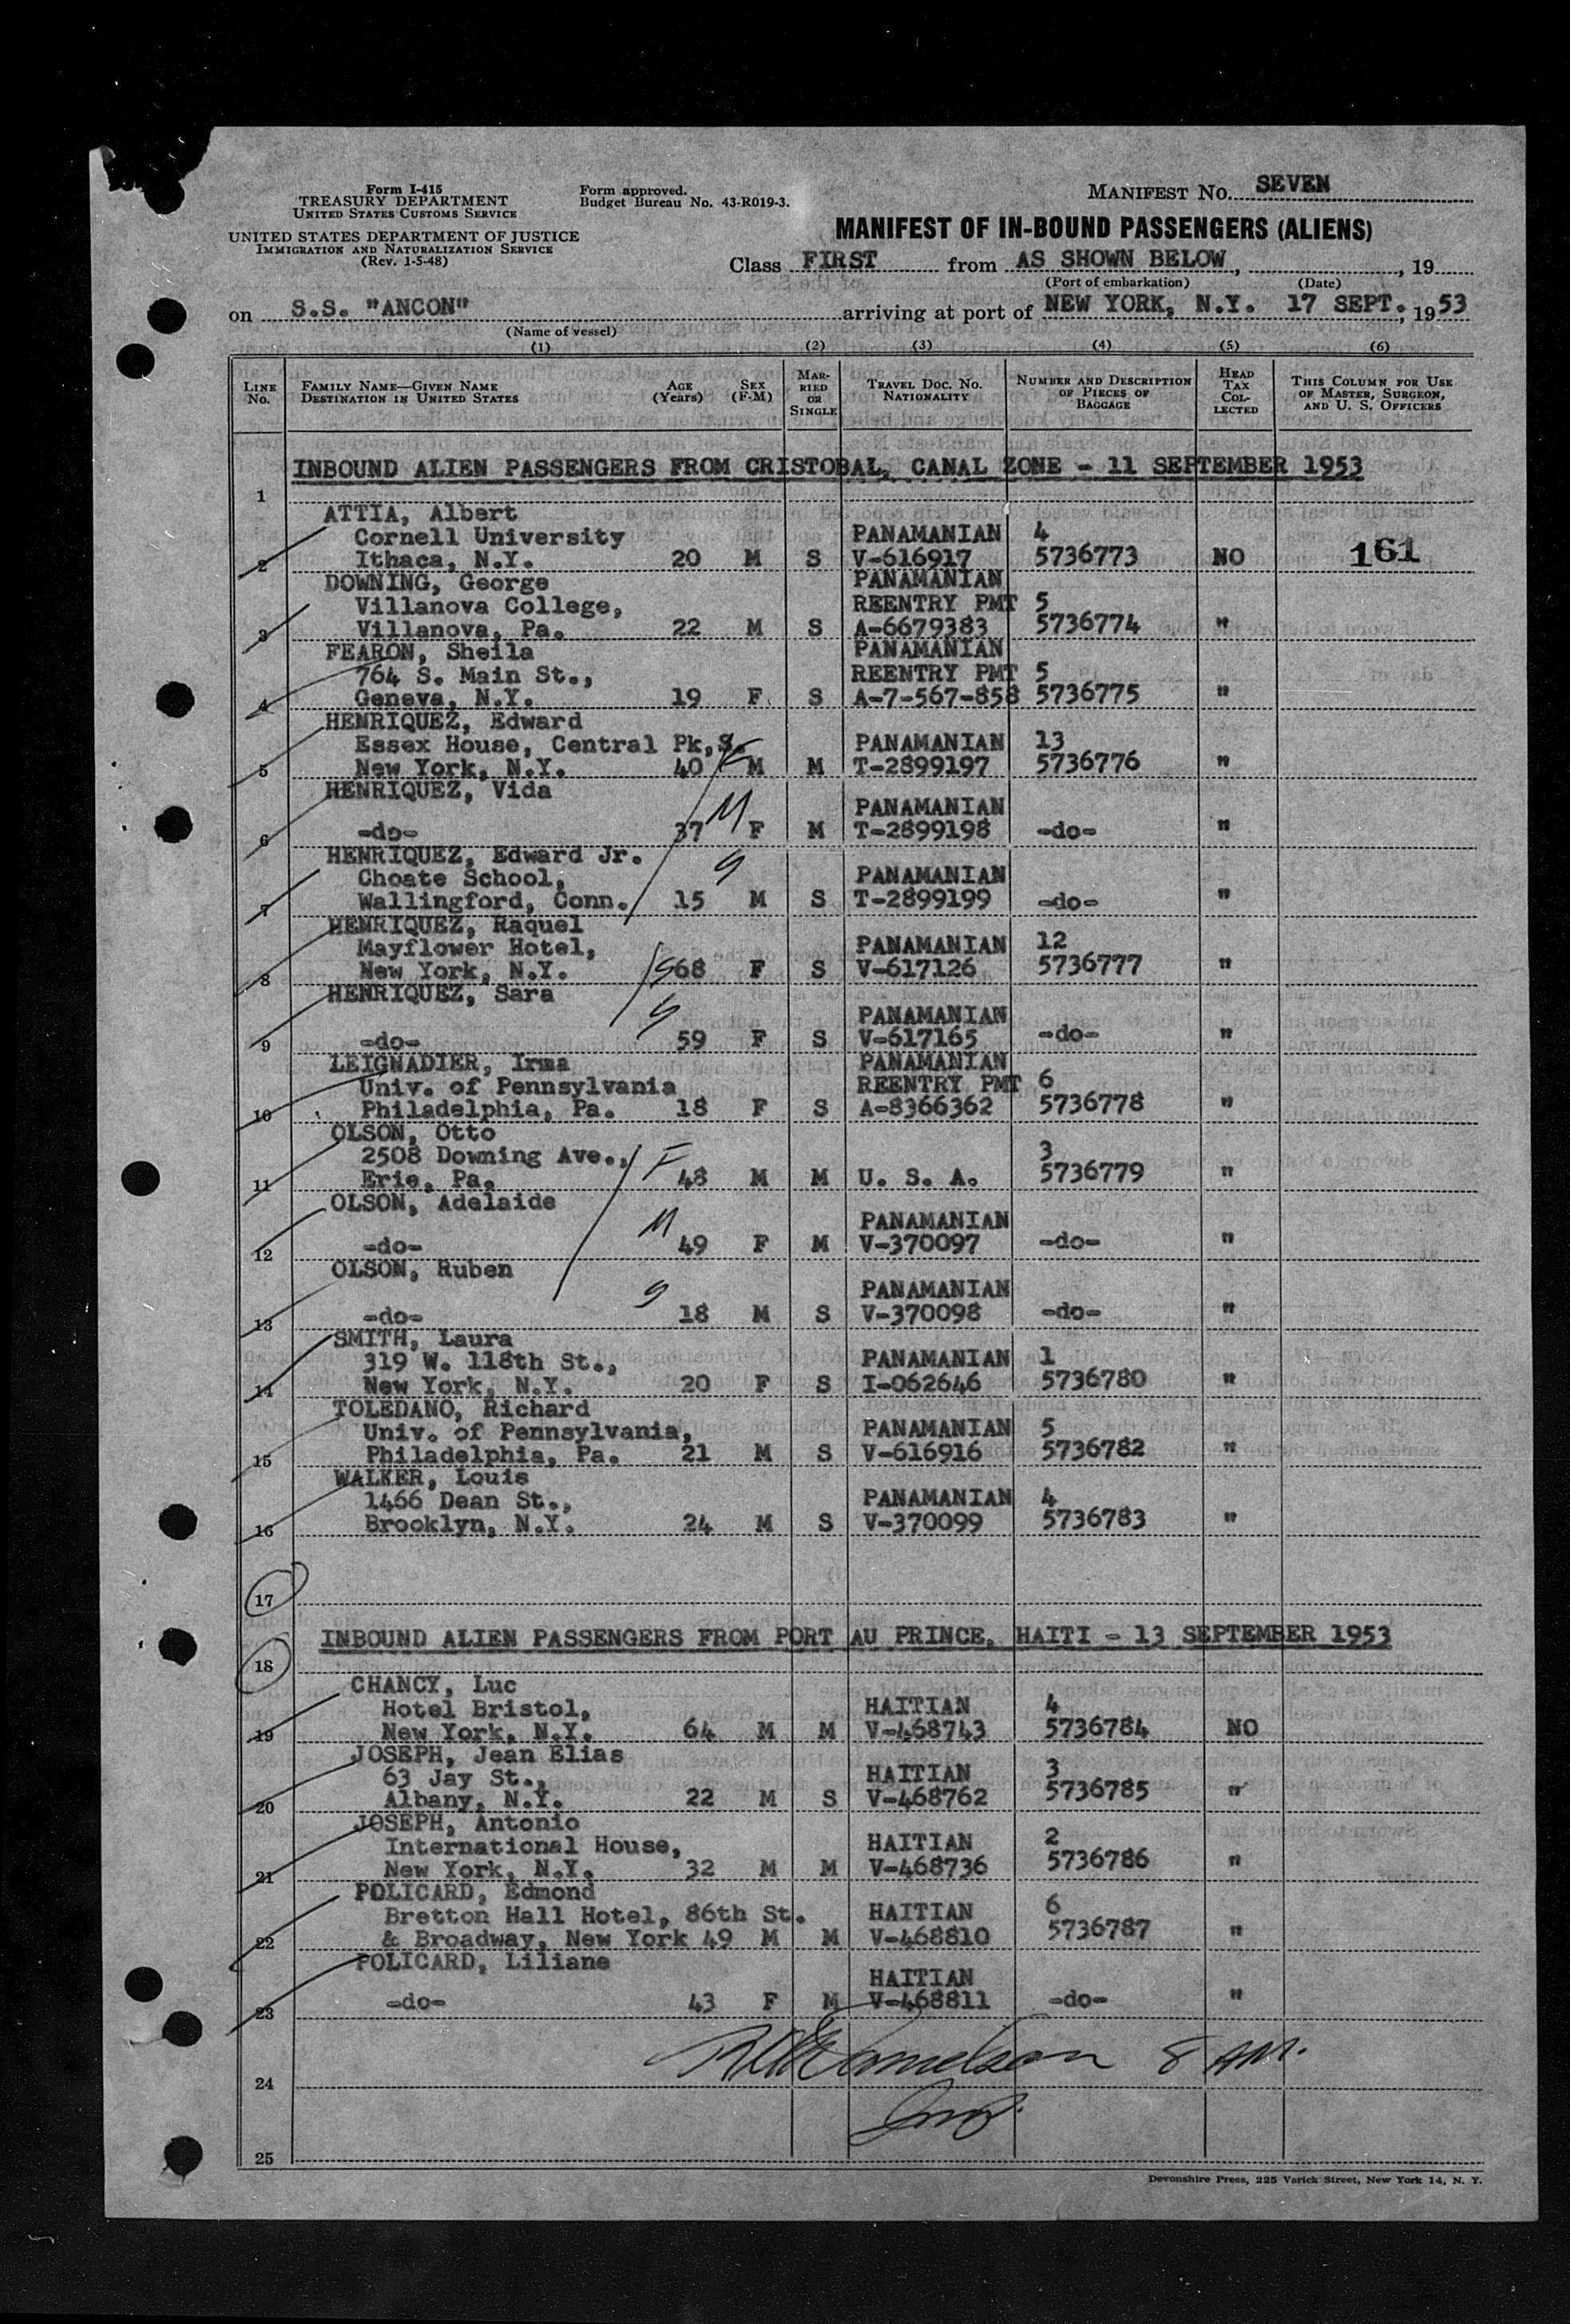 Form I-415
TREASURY DEPARTMENT
UNITED STATES CUSTOMS SERVICE
UNITED STATES DEPARTMENT OF JUSTICE
IMMIGRATION AND NATURALIZATION SERVICE
(Rev. 1-5-48)
Form approved.
Budget Bureau No. 43-R019-3.
MANIFEST NO. SEVEN
MANIFEST OF IN-BOUND PASSENGERS (ALIENS)
Class FIRST from AS SHOWN BELOW, , 19
(Port of embarkation) (Date)
on S.S. "ANCON" arriving at port of NEW YORK, N.Y. 17 SEPT., 1953
(Name of vessel)
(1) (2) (3) (4) (5) (6)
LINE NO.
FAMILY NAME—GIVEN NAME
DESTINATION IN UNITED STATES
AGE (Years)
SEX (F-M)
MARRIED OR SINGLE
TRAVEL DOC. NO.
NATIONALITY
NUMBER AND DESCRIPTION OF PIECES OF BAGGAGE
HEAD TAX COLLECTED
THIS COLUMN FOR USE OF MASTER, SURGEON, AND U. S. OFFICERS
INBOUND ALIEN PASSENGERS FROM CRISTOBAL, CANAL ZONE - 11 SEPTEMBER 1953
1
ATTIA, Albert
Cornell University PANAMANIAN 4
2 Ithaca, N.Y. 20 M S V-616917 5736773 NO 161
DOWNING, George PANAMANIAN
Villanova College, REENTRY PMT 5
3 Villanova, Pa. 22 M S A-6679383 5736774 "
FEARON, Sheila PANAMANIAN
764 S. Main St., REENTRY PMT 5
4 Geneva, N.Y. 19 F S A-7-567-858 5736775 "
HENRIQUEZ, Edward
Essex House, Central Pk,S. PANAMANIAN 13
5 New York, N.Y. 40 F M M T-2899197 5736776 "
HENRIQUEZ, Vida
M PANAMANIAN
6 -do- 37 F M T-2899198 -do- "
HENRIQUEZ, Edward Jr.
Choate School, S PANAMANIAN
7 Wallingford, Conn. 15 M S T-2899199 -do- "
HENRIQUEZ, Raquel
Mayflower Hotel, PANAMANIAN 12
8 New York, N.Y. S 68 F S V-617126 5736777 "
HENRIQUEZ, Sara
S PANAMANIAN
9 -do- 59 F S V-617165 -do- "
LEIGNADIER, Irma PANAMANIAN
Univ. of Pennsylvania REENTRY PMT 6
10 Philadelphia, Pa. 18 F S A-8366362 5736778 "
OLSON, Otto
2508 Downing Ave., F 3
11 Erie, Pa. 48 M M U. S. A. 5736779 "
OLSON, Adelaide
M PANAMANIAN
12 -do- 49 F M V-370097 -do- "
OLSON, Ruben
S PANAMANIAN
13 -do- 18 M S V-370098 -do- "
SMITH, Laura
319 W. 118th St., PANAMANIAN 1
14 New York, N.Y. 20 F S I-062646 5736780 "
TOLEDANO, Richard
Univ. of Pennsylvania, PANAMANIAN 5
15 Philadelphia, Pa. 21 M S V-616916 5736782 "
WALKER, Louis
1466 Dean St., PANAMANIAN 4
16 Brooklyn, N.Y. 24 M S V-370099 5736783 "
17
INBOUND ALIEN PASSENGERS FROM PORT AU PRINCE, HAITI - 13 SEPTEMBER 1953
18
CHANCY, Luc
Hotel Bristol, HAITIAN 4
19 New York, N.Y. 64 M M V-468743 5736784 NO
JOSEPH, Jean Elias
63 Jay St., HAITIAN 3
20 Albany, N.Y. 22 M S V-468762 5736785 "
JOSEPH, Antonio
International House, HAITIAN 2
21 New York, N.Y. 32 M M V-468736 5736786 "
POLICARD, Edmond
Bretton Hall Hotel, 86th St. HAITIAN 6
22 & Broadway, New York 49 M M V-468810 5736787 "
POLICARD, Liliane
HAITIAN
23 -do- 43 F M V-468811 -do- "
8 AM.
24
25
Devonshire Press, 225 Varick Street, New York 14, N. Y.